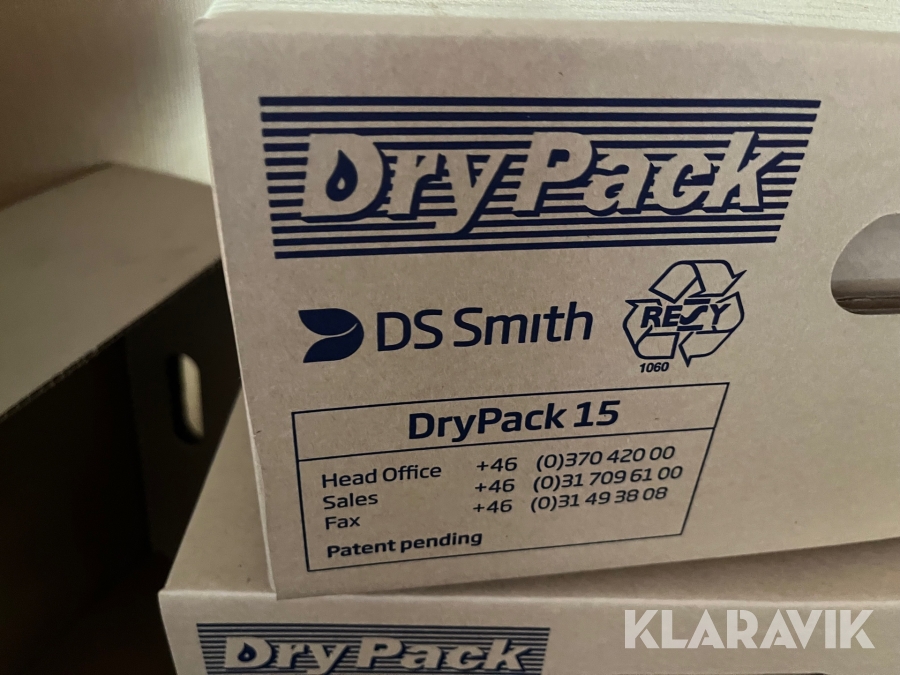 DryPack
DS Smith
RESY
1060
DryPack 15
Head Office +46 (0)370 420 00
Sales +46 (0)31 709 61 00
Fax +46 (0)31 49 38 08
Patent pending
DryPack
KLARAVIK